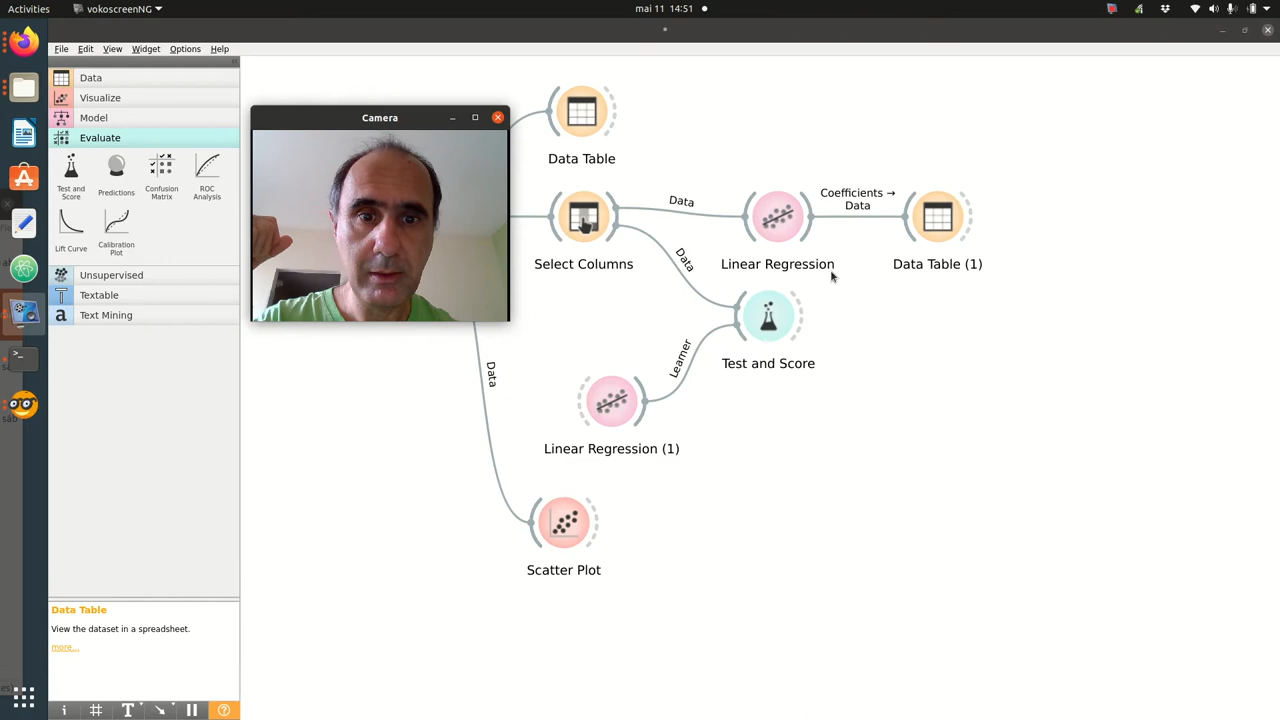 Activities
vokoscreenNG
mai 11 14:51
File Edit View Widget Options Help
Data
Visualize
Model
Evaluate
Test and Score
Predictions
Confusion Matrix
ROC Analysis
Lift Curve
Calibration Plot
Unsupervised
Textable
Text Mining
Camera
Data Table
Select Columns
Data
Linear Regression
Coefficients →
Data
Data Table (1)
Data
Test and Score
Learner
Linear Regression (1)
Data
Scatter Plot
Data Table
View the dataset in a spreadsheet.
more...